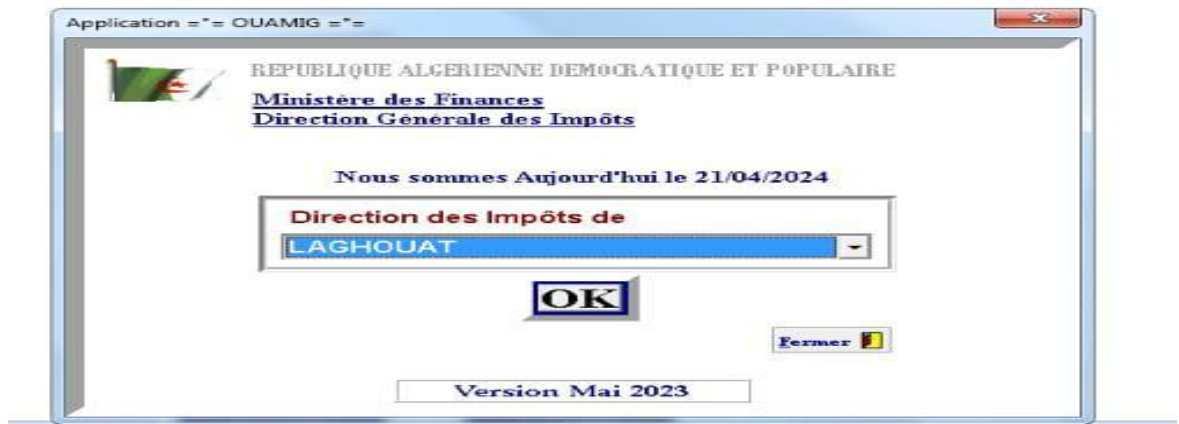 Application ="= OUAMIG ="=
REPUBLIQUE ALGERIENNE DEMOCRATIQUE ET POPULAIRE
Ministère des Finances
Direction Générale des Impôts
Nous sommes Aujourd'hui le 21/04/2024
Direction des Impôts de
LAGHOUAT
OK
Fermer
Version Mai 2023